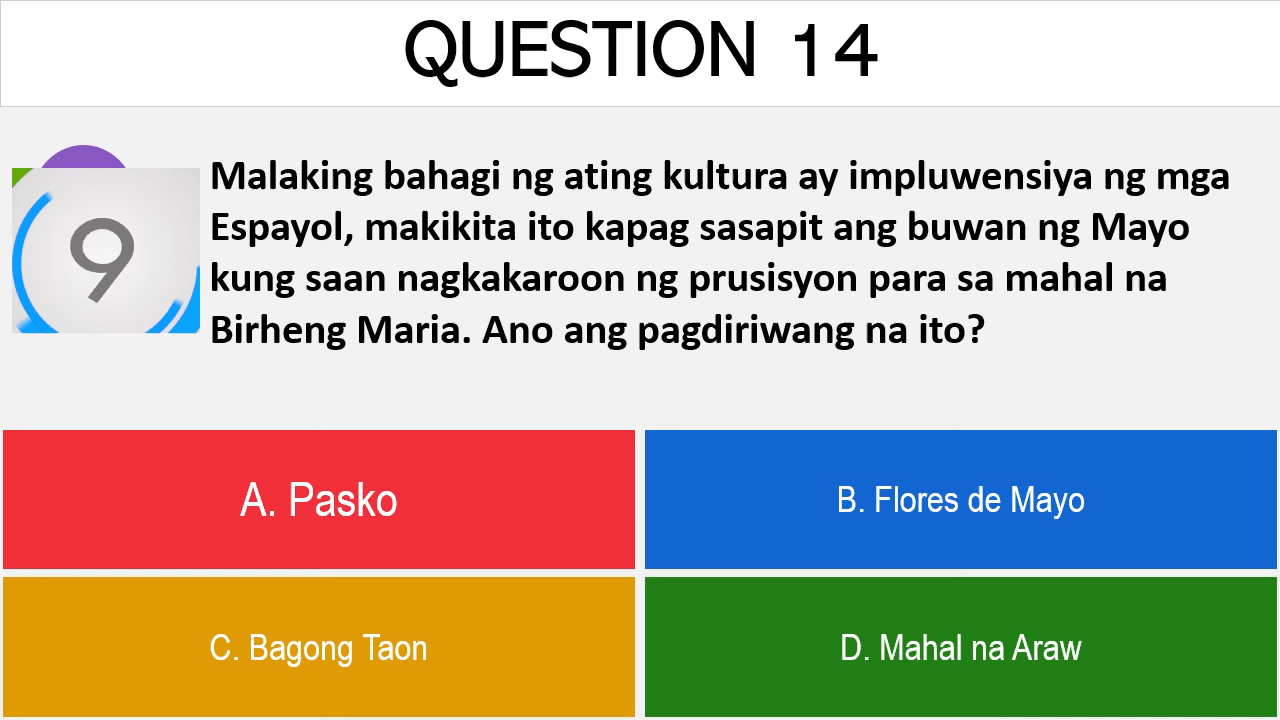 QUESTION 14
9
Malaking bahagi ng ating kultura ay impluwensiya ng mga
Espayol, makikita ito kapag sasapit ang buwan ng Mayo
kung saan nagkakaroon ng prusisyon para sa mahal na
Birheng Maria. Ano ang pagdiriwang na ito?
A. Pasko
B. Flores de Mayo
C. Bagong Taon
D. Mahal na Araw